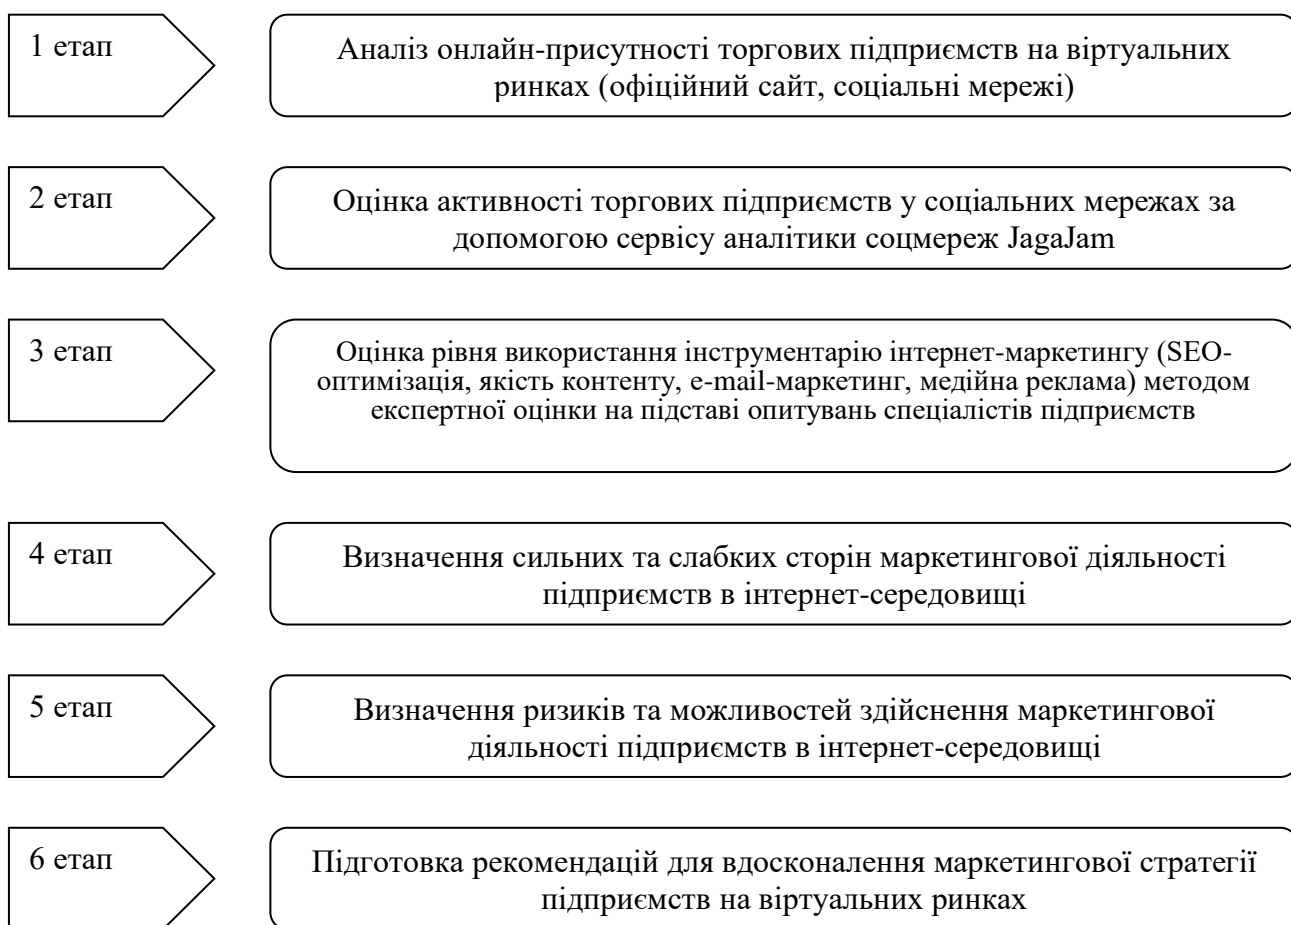 1 етап
Аналіз онлайн-присутності торгових підприємств на віртуальних
ринках (офіційний сайт, соціальні мережі)
2 етап
Оцінка активності торгових підприємств у соціальних мережах за
допомогою сервісу аналітики соцмереж JagaJam
3 етап
Оцінка рівня використання інструментарію інтернет-маркетингу (SEO-
оптимізація, якість контенту, e-mail-маркетинг, медійна реклама) методом
експертної оцінки на підставі опитувань спеціалістів підприємств
4 етап
Визначення сильних та слабких сторін маркетингової діяльності
підприємств в інтернет-середовищі
5 етап
Визначення ризиків та можливостей здійснення маркетингової
діяльності підприємств в інтернет-середовищі
6 етап
Підготовка рекомендацій для вдосконалення маркетингової стратегії
підприємств на віртуальних ринках